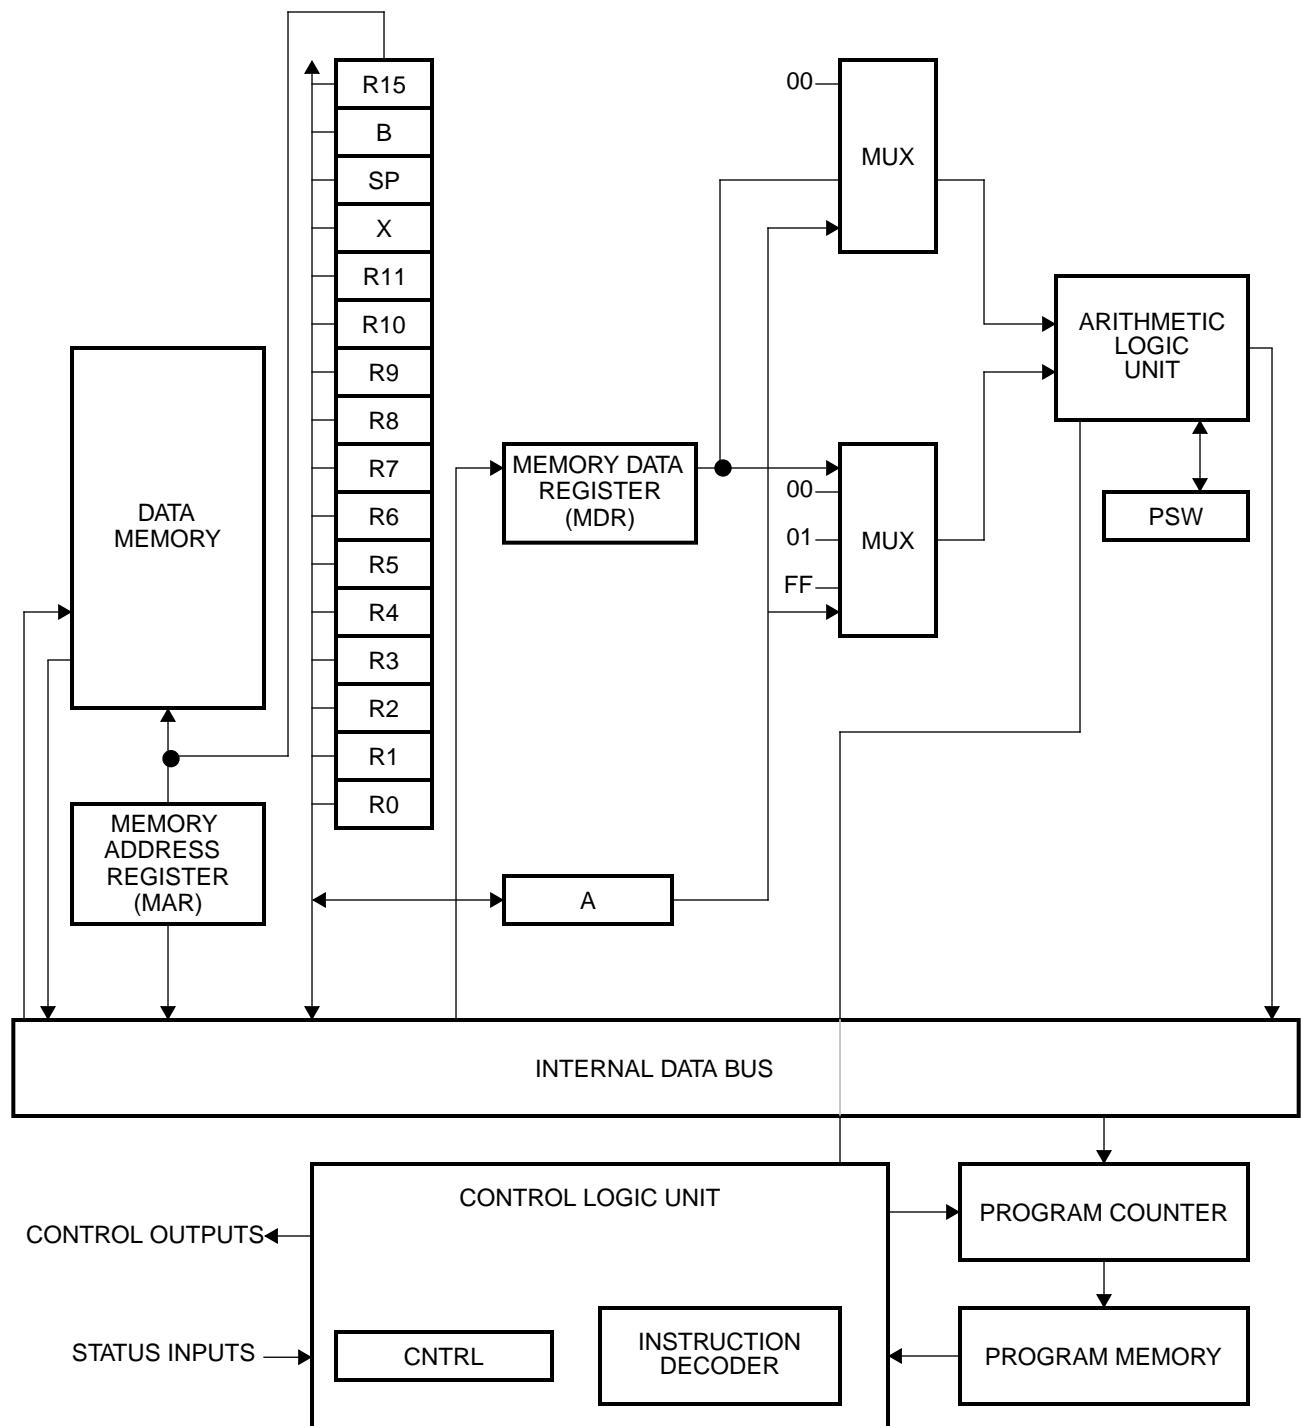 R15
B
SP
X
R11
R10
R9
R8
R7
R6
R5
R4
R3
R2
R1
R0
00
MUX
ARITHMETIC
LOGIC
UNIT
DATA
MEMORY
MEMORY DATA
REGISTER
(MDR)
00
01
FF
MUX
PSW
MEMORY
ADDRESS
REGISTER
(MAR)
A
INTERNAL DATA BUS
CONTROL LOGIC UNIT
CONTROL OUTPUTS
STATUS INPUTS
CNTRL
INSTRUCTION
DECODER
PROGRAM COUNTER
PROGRAM MEMORY